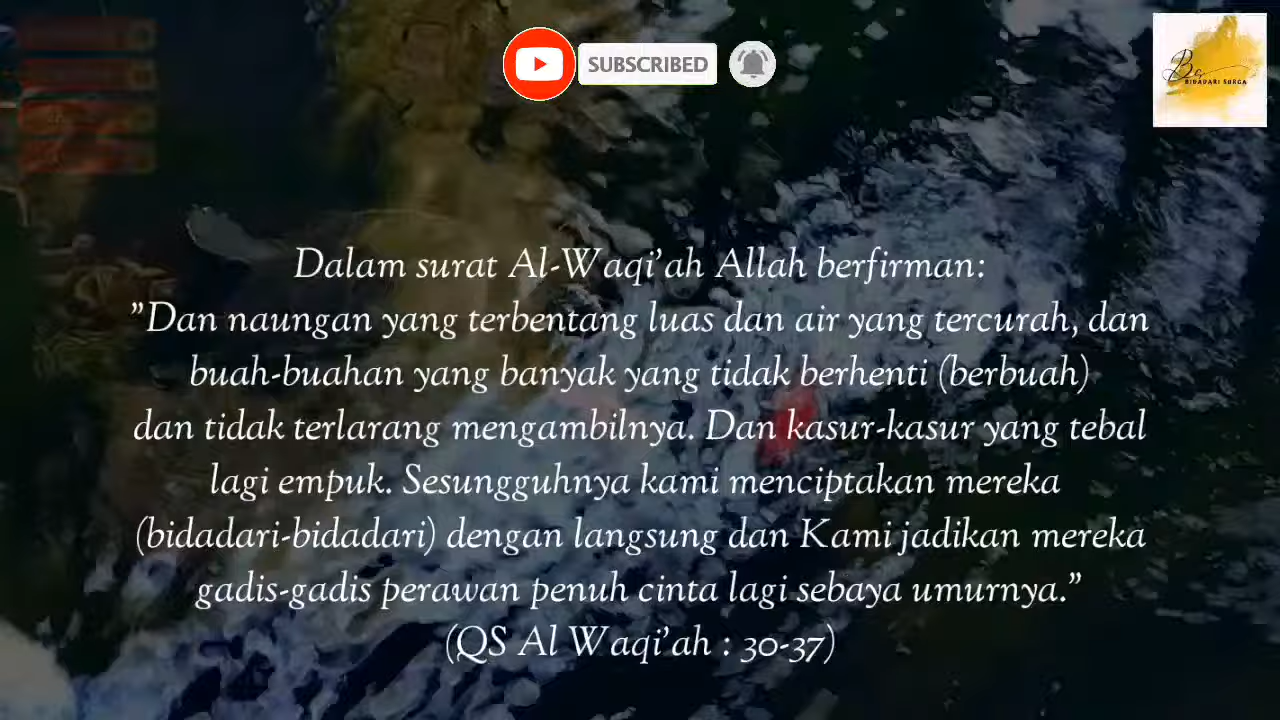 SUBSCRIBED
BIDADARI SURGA
Dalam surat Al-Waqi'ah Allah berfirman:
"Dan naungan yang terbentang luas dan air yang tercurah, dan
buah-buahan yang banyak yang tidak berhenti (berbuah)
dan tidak terlarang mengambilnya. Dan kasur-kasur yang tebal
lagi empuk. Sesungguhnya kami menciptakan mereka
(bidadari-bidadari) dengan langsung dan Kami jadikan mereka
gadis-gadis perawan penuh cinta lagi sebaya umurnya."
(QS Al Waqi'ah : 30-37)